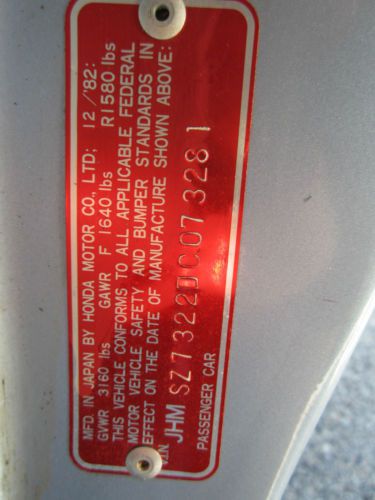 MFD. IN JAPAN BY HONDA MOTOR CO. LTD; 12 /'82:
GVWR 3160 lbs GAWR F 1640 lbs R1580 lbs
THIS VEHICLE CONFORMS TO ALL APPLICABLE FEDERAL
MOTOR VEHICLE SAFETY AND BUMPER STANDARDS IN
EFFECT ON THE DATE OF MANUFACTURE SHOWN ABOVE:
JHM SZ7322DC073281
PASSENGER CAR